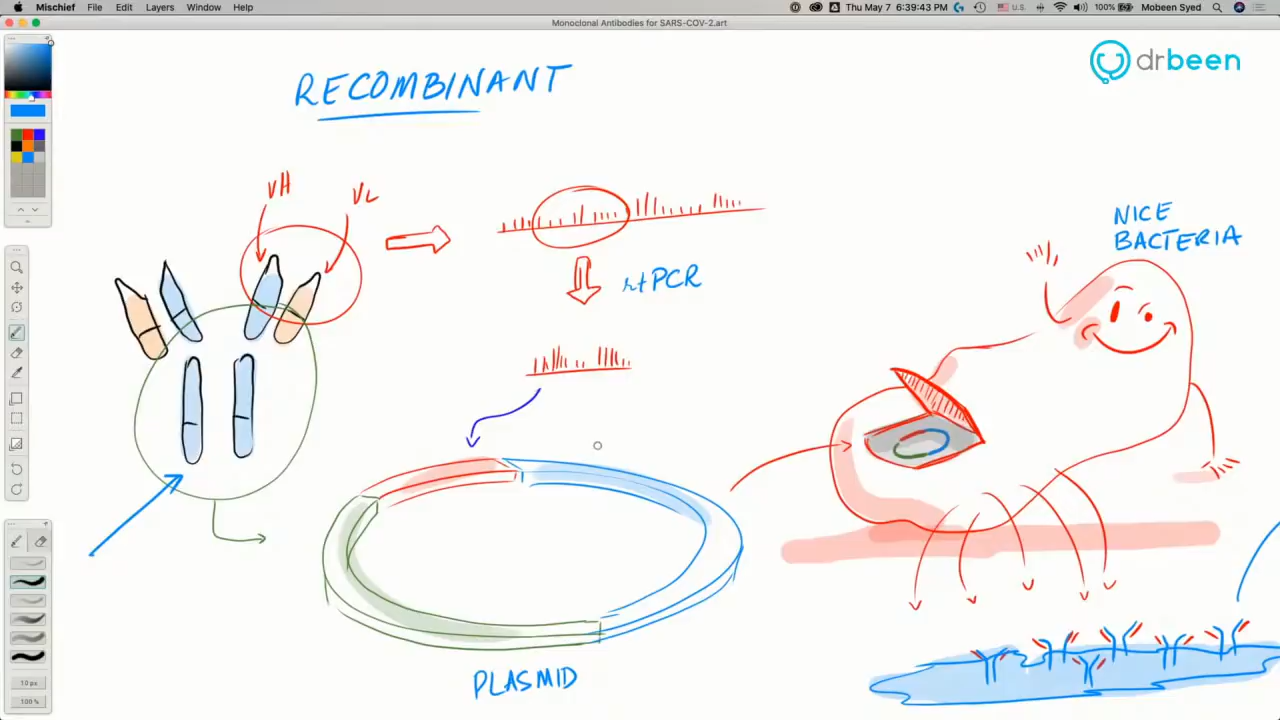 Mischief File Edit Layers Window Help
U.S. 100% Thu May 7 6:39:43 PM Mobeen Syed
Monoclonal Antibodies for SARS-COV-2.art
drbeen
RECOMBINANT
VH
VL
NICE
BACTERIA
rtPCR
PLASMID
10 px
100 %